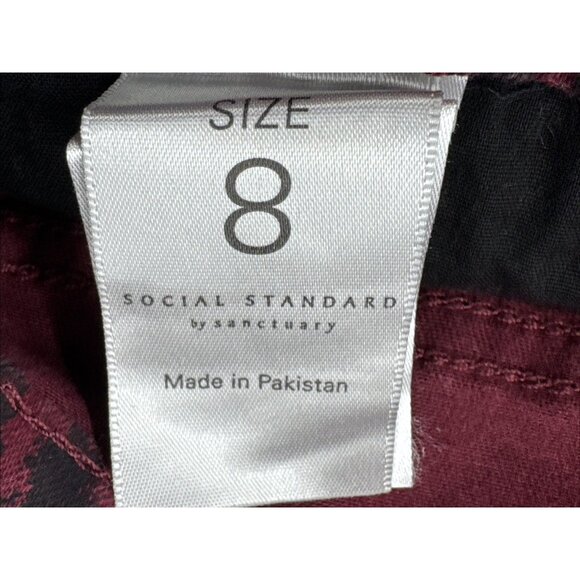 SIZE
8
SOCIAL STANDARD
by sanctuary
Made in Pakistan